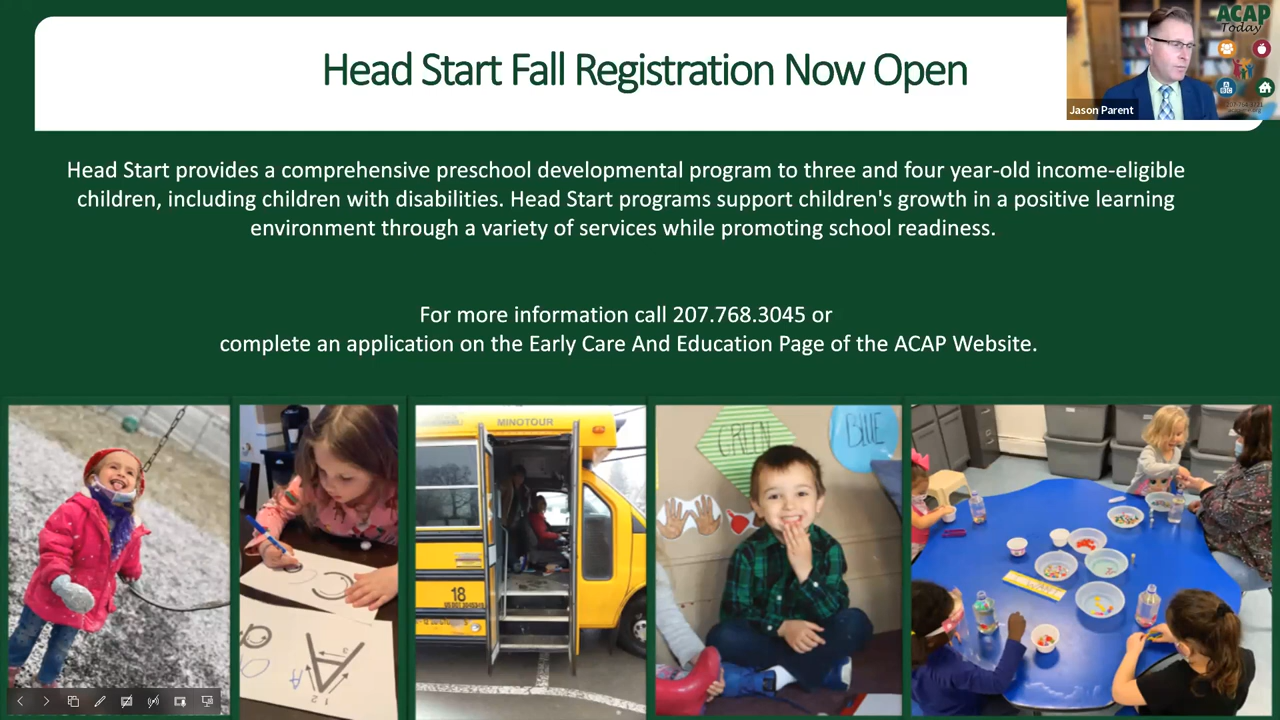 Head Start Fall Registration Now Open
ACAP
Today
Jason Parent
Head Start provides a comprehensive preschool developmental program to three and four year-old income-eligible
children, including children with disabilities. Head Start programs support children's growth in a positive learning
environment through a variety of services while promoting school readiness.
For more information call 207.768.3045 or
complete an application on the Early Care And Education Page of the ACAP Website.
MINOTOUR
18
GREEN
BLUE
A
1
2
3
a
A